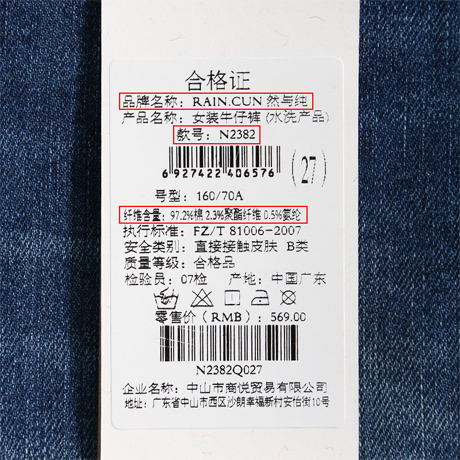 合格证
品牌名称: RAIN.CUN 然与纯
产品名称: 女装牛仔裤 (水洗产品)
款号: N2382
6927422406576
(27)
号型: 160/70A
纤维含量: 97.2%棉 2.3%聚酯纤维 0.5%氨纶
执行标准: FZ/T 81006-2007
安全类别: 直接接触皮肤 B类
质量等级: 合格品
检验员: 07检 产地: 中国广东
零售价(RMB): 569.00
N2382Q027
企业名称: 中山市商悦贸易有限公司
地址: 广东省中山市西区沙朗幸福新村安怡街10号